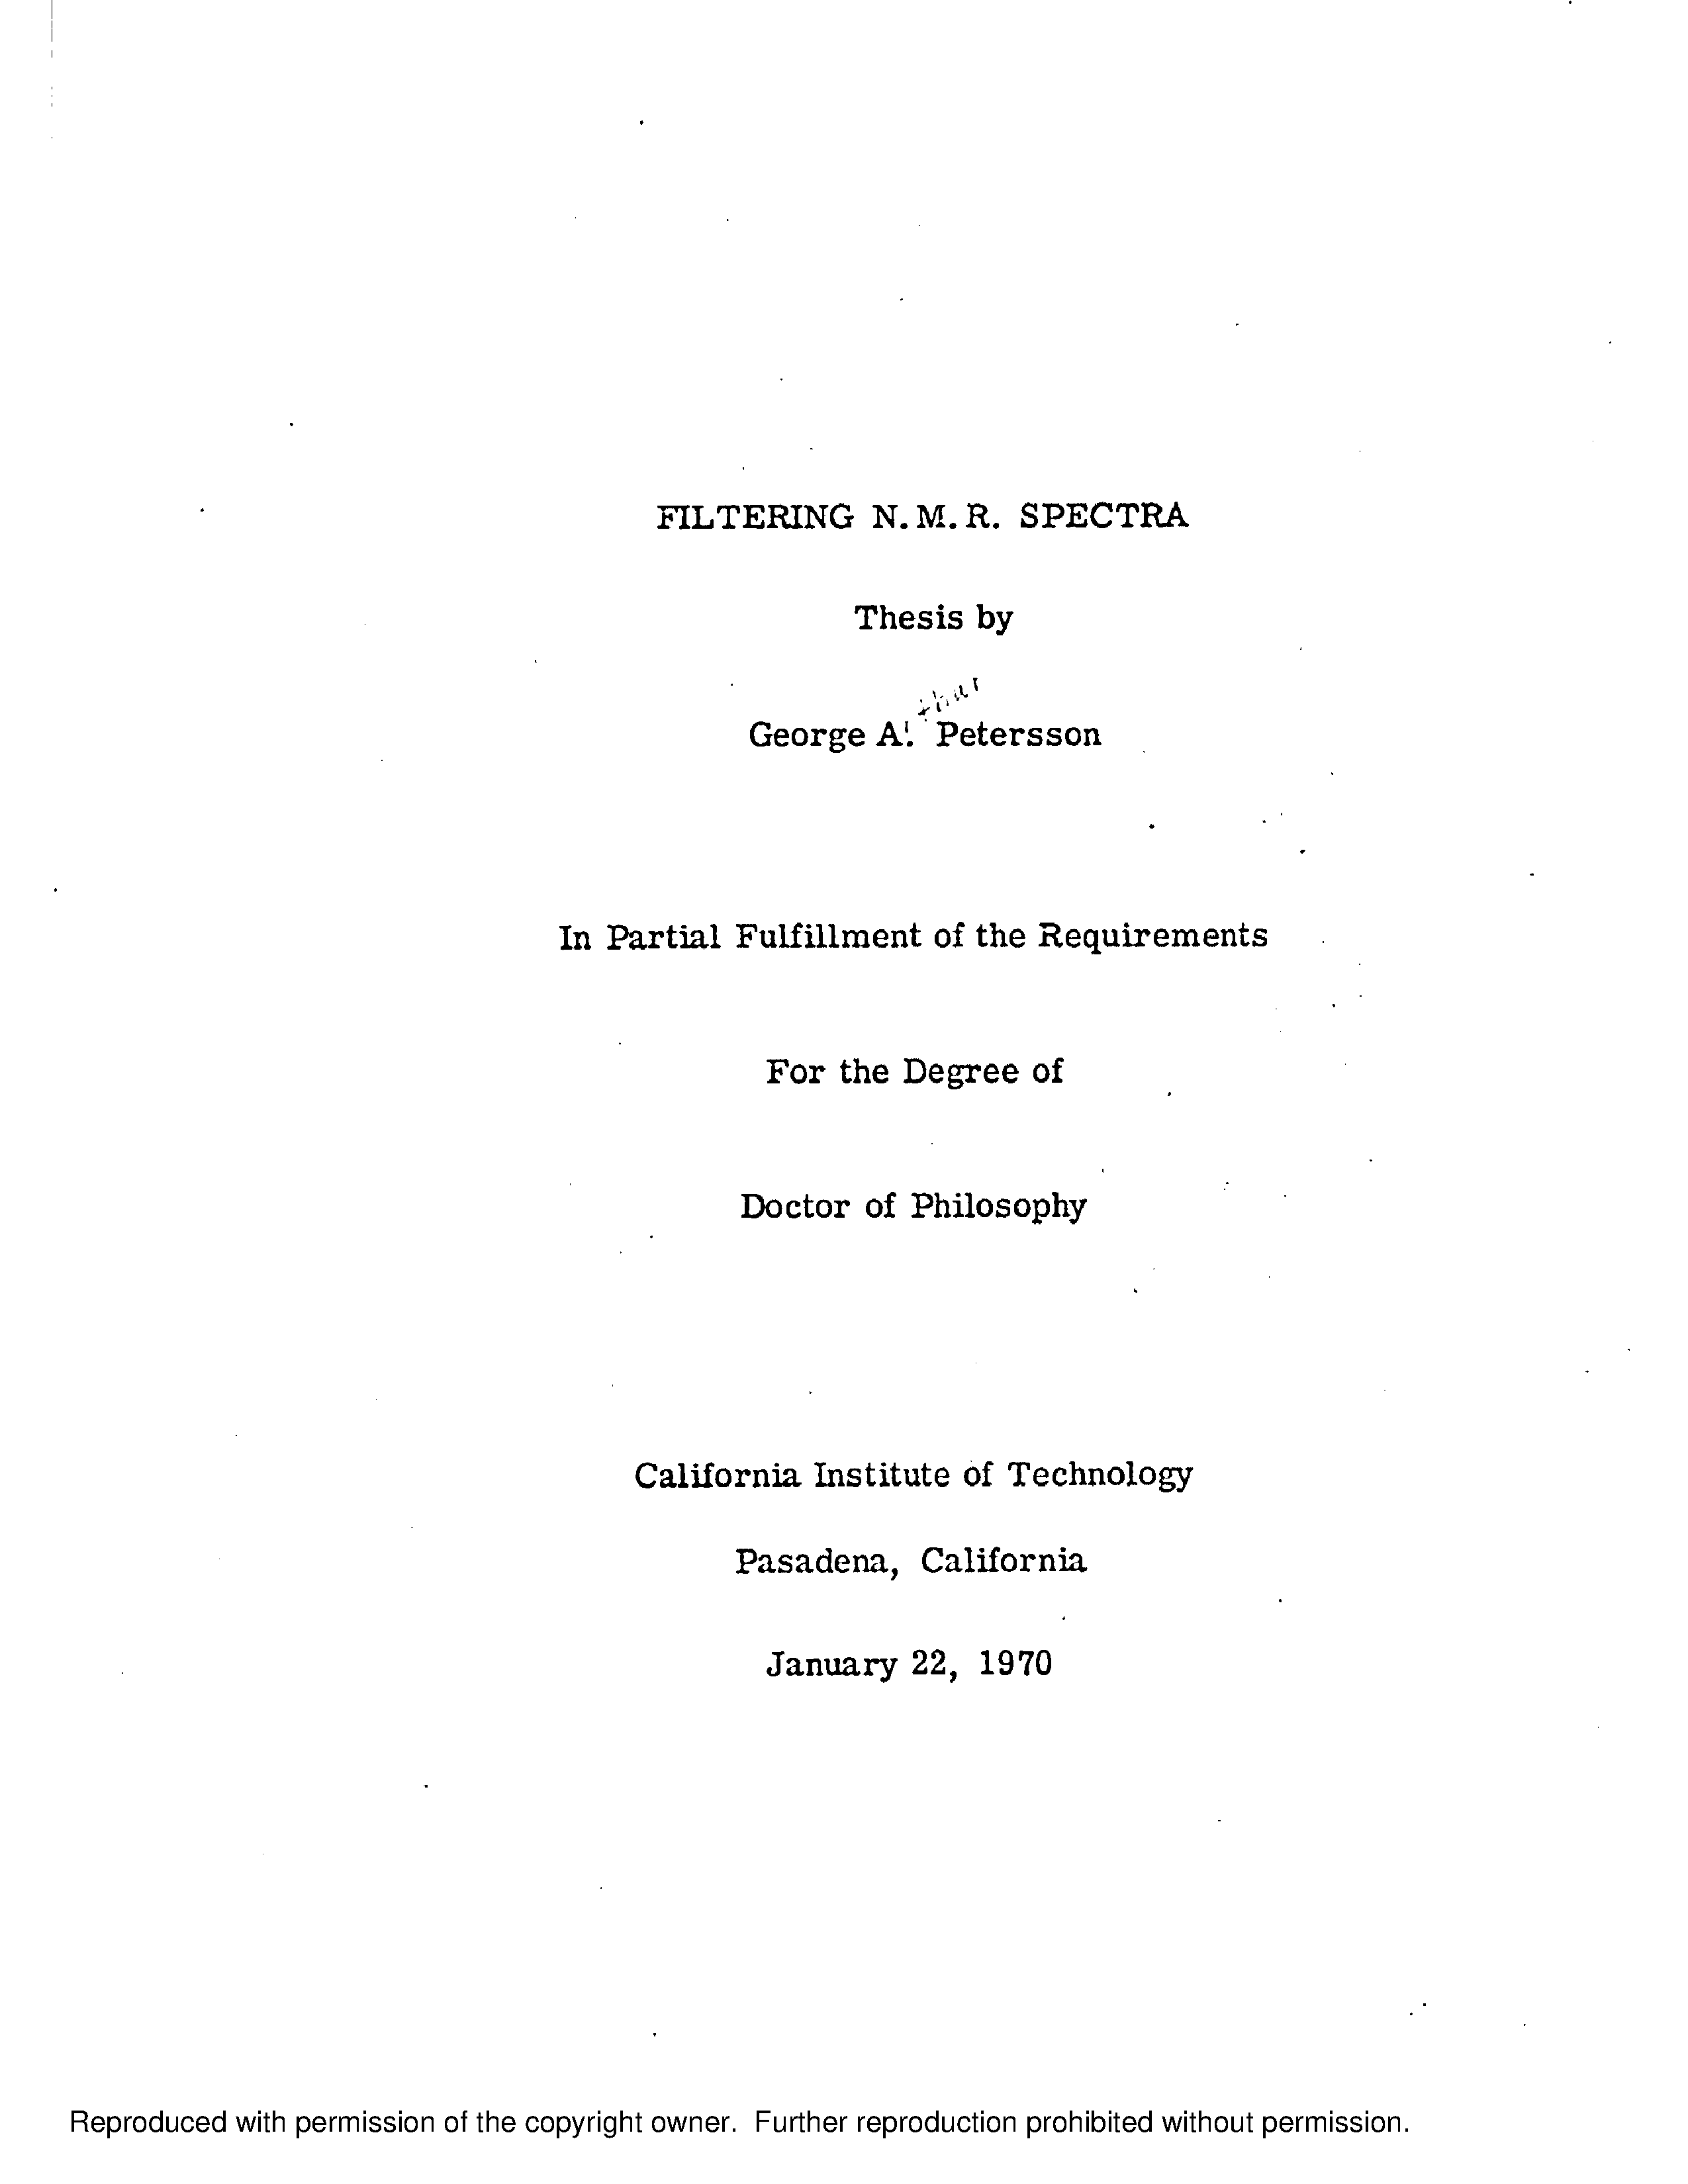 FILTERING N. M. R. SPECTRA
Thesis by
thur
George A. Petersson
In Partial Fulfillment of the Requirements
For the Degree of
Doctor of Philosophy
California Institute of Technology
Pasadena, California
January 22, 1970
Reproduced with permission of the copyright owner. Further reproduction prohibited without permission.